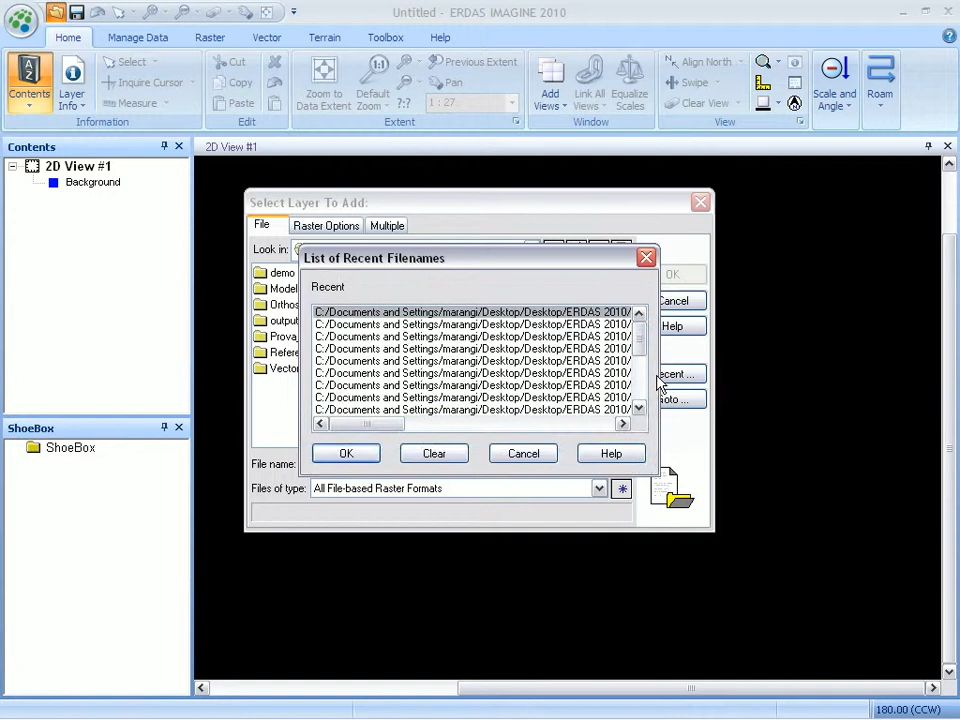 Untitled - ERDAS IMAGINE 2010
Home
Manage Data
Raster
Vector
Terrain
Toolbox
Help
Contents
Layer Info
Select
Inquire Cursor
Measure
Information
Cut
Copy
Paste
Edit
Zoom to Data Extent
Default Zoom
1:1
?:?
Previous Extent
Pan
1 : 27
Extent
Add Views
Link All Views
Equalize Scales
Window
Align North
Swipe
Clear View
View
Scale and Angle
Roam
Contents
2D View #1
Background
ShoeBox
ShoeBox
2D View #1
Select Layer To Add:
File
Raster Options
Multiple
Look in:
demo
Model
Orthos
output
Prova_
Refere
Vector
OK
Cancel
Help
ecent ...
oto ...
File name:
Files of type:
All File-based Raster Formats
List of Recent Filenames
Recent
C:/Documents and Settings/marangi/Desktop/Desktop/ERDAS 2010/
C:/Documents and Settings/marangi/Desktop/Desktop/ERDAS 2010/
C:/Documents and Settings/marangi/Desktop/Desktop/ERDAS 2010/
C:/Documents and Settings/marangi/Desktop/Desktop/ERDAS 2010/
C:/Documents and Settings/marangi/Desktop/Desktop/ERDAS 2010/
C:/Documents and Settings/marangi/Desktop/Desktop/ERDAS 2010/
C:/Documents and Settings/marangi/Desktop/Desktop/ERDAS 2010/
C:/Documents and Settings/marangi/Desktop/Desktop/ERDAS 2010/
C:/Documents and Settings/marangi/Desktop/Desktop/ERDAS 2010/
OK
Clear
Cancel
Help
180.00 (CCW)